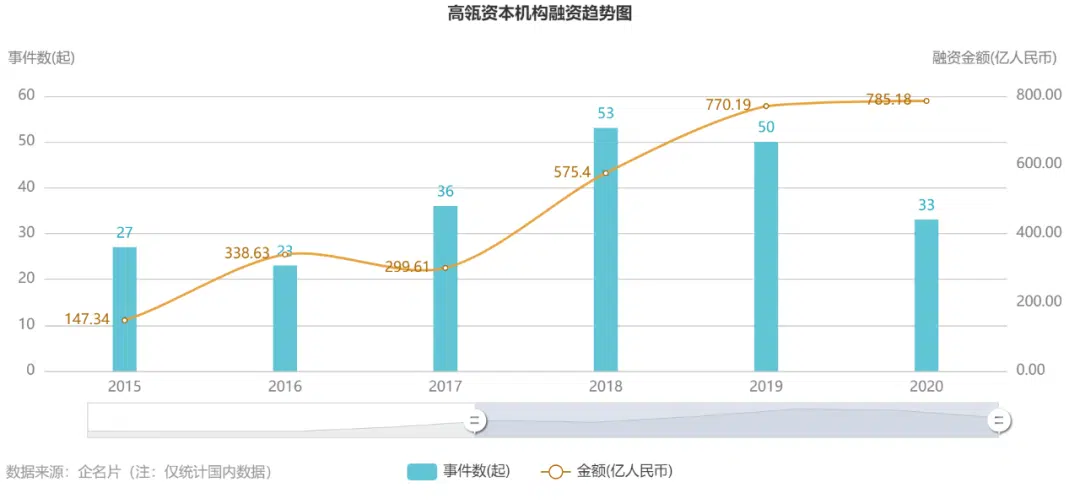 高瓴资本机构融资趋势图
事件数(起) 融资金额(亿人民币)
60 800.00
50
40 600.00
30 400.00
20
10 200.00
0 0.00
27 23 36 53 50 33
147.34 338.63 299.61 575.4 770.19 785.18
2015 2016 2017 2018 2019 2020
数据来源：企名片（注：仅统计国内数据） 事件数(起) 金额(亿人民币)